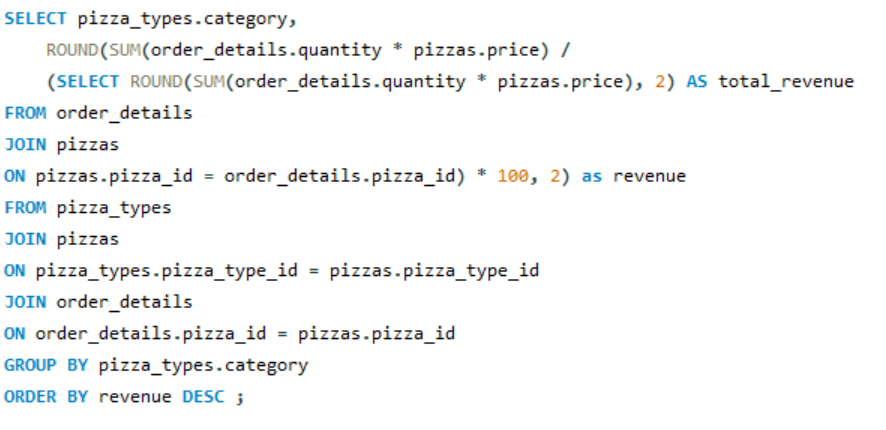 SELECT pizza_types.category,
    ROUND(SUM(order_details.quantity * pizzas.price) /
    (SELECT ROUND(SUM(order_details.quantity * pizzas.price), 2) AS total_revenue
FROM order_details
JOIN pizzas
ON pizzas.pizza_id = order_details.pizza_id) * 100, 2) as revenue
FROM pizza_types
JOIN pizzas
ON pizza_types.pizza_type_id = pizzas.pizza_type_id
JOIN order_details
ON order_details.pizza_id = pizzas.pizza_id
GROUP BY pizza_types.category
ORDER BY revenue DESC ;